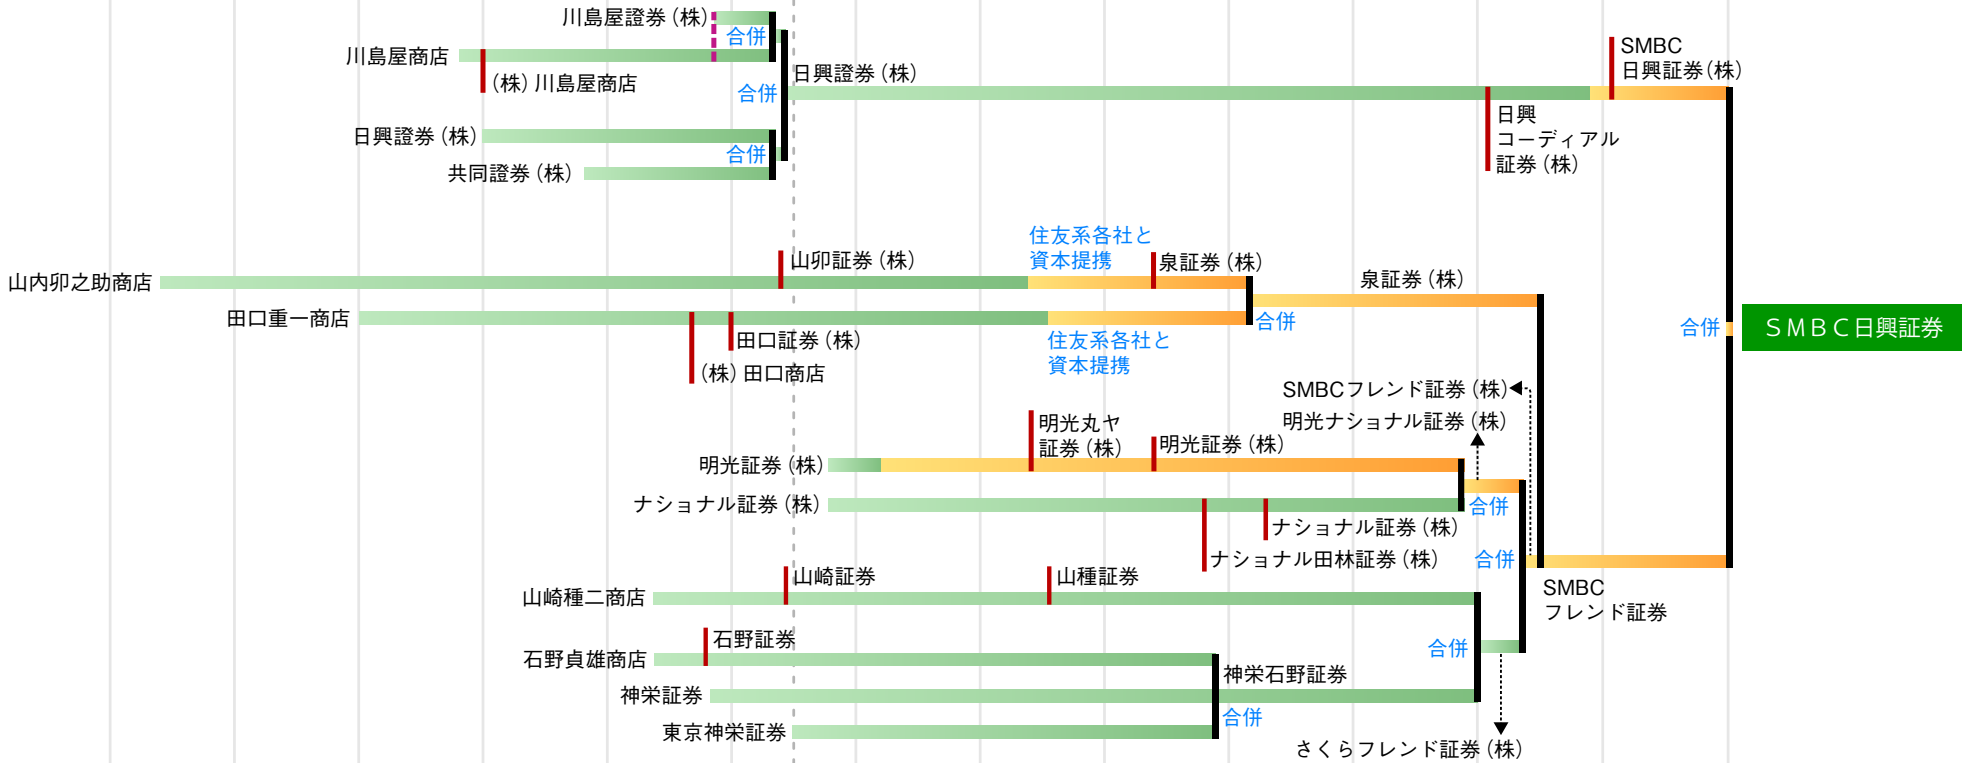 川島屋證券(株)
合併
川島屋商店
(株)川島屋商店
合併
日興證券(株)
SMBC
日興証券(株)
日興
コーディアル
証券(株)
日興證券(株)
合併
共同證券(株)
住友系各社と
資本提携
山卯証券(株)
泉証券(株)
山内卯之助商店
泉証券(株)
田口重一商店
合併
田口証券(株)
住友系各社と
資本提携
(株)田口商店
合併
ＳＭＢＣ日興証券
SMBCフレンド証券(株)
明光ナショナル証券(株)
明光丸ヤ
証券(株)
明光証券(株)
明光証券(株)
ナショナル証券(株)
合併
ナショナル証券(株)
ナショナル田林証券(株)
合併
山崎証券
山種証券
山崎種二商店
SMBC
フレンド証券
石野証券
合併
石野貞雄商店
神栄石野証券
神栄証券
合併
東京神栄証券
さくらフレンド証券(株)